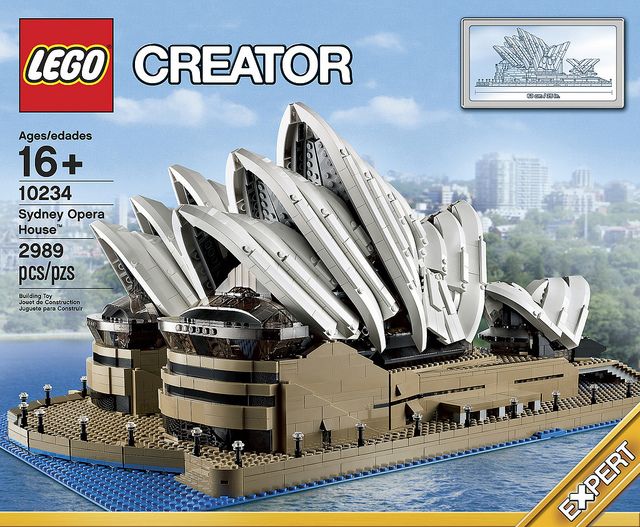 LEGO
CREATOR
Ages/edades
16+
10234
Sydney Opera
House™
2989
pcs/pzs
Building Toy
Jouet de Construction
Juguete para Construir
EXPERT